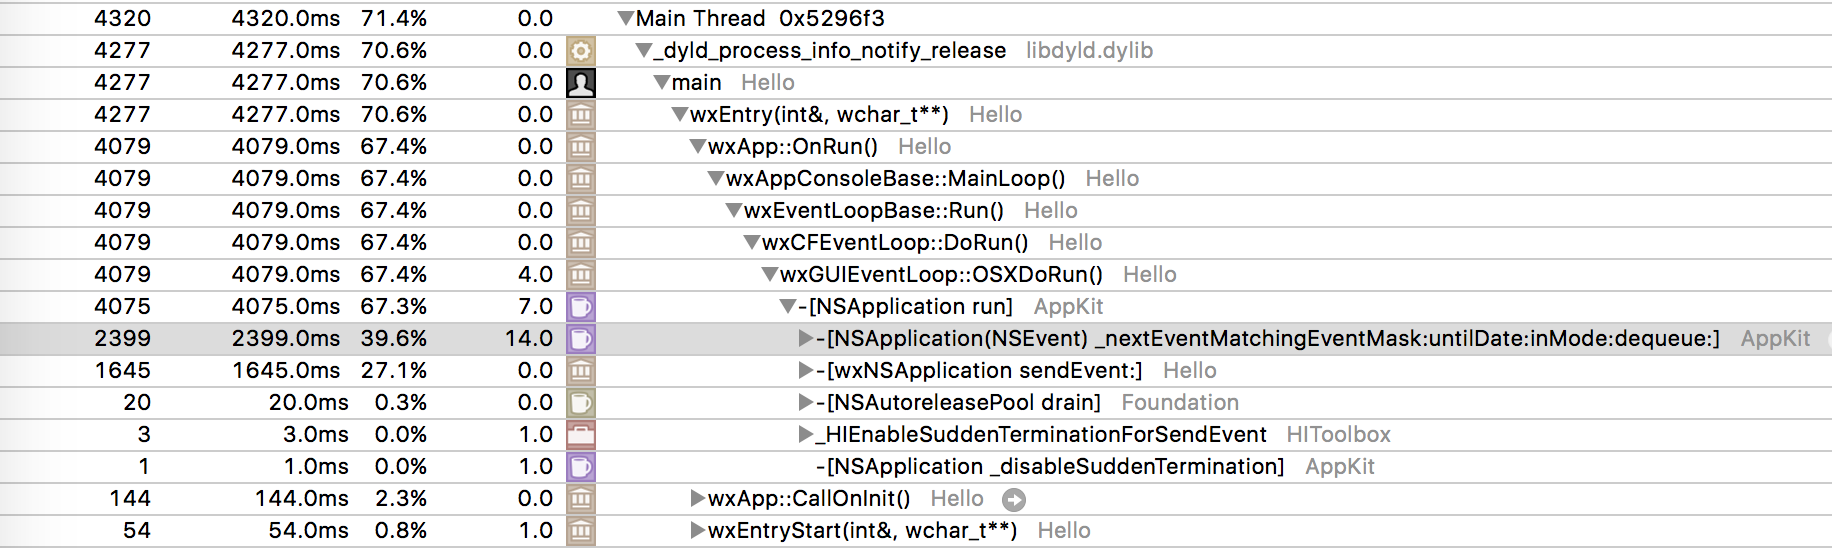 4320 4320.0ms 71.4% 0.0 Main Thread 0x5296f3
4277 4277.0ms 70.6% 0.0 _dyld_process_info_notify_release libdyld.dylib
4277 4277.0ms 70.6% 0.0 main Hello
4277 4277.0ms 70.6% 0.0 wxEntry(int&, wchar_t**) Hello
4079 4079.0ms 67.4% 0.0 wxApp::OnRun() Hello
4079 4079.0ms 67.4% 0.0 wxAppConsoleBase::MainLoop() Hello
4079 4079.0ms 67.4% 0.0 wxEventLoopBase::Run() Hello
4079 4079.0ms 67.4% 0.0 wxCFEventLoop::DoRun() Hello
4079 4079.0ms 67.4% 4.0 wxGUIEventLoop::OSXDoRun() Hello
4075 4075.0ms 67.3% 7.0 -[NSApplication run] AppKit
2399 2399.0ms 39.6% 14.0 -[NSApplication(NSEvent) _nextEventMatchingEventMask:untilDate:inMode:dequeue:] AppKit
1645 1645.0ms 27.1% 0.0 -[wxNSApplication sendEvent:] Hello
20 20.0ms 0.3% 0.0 -[NSAutoreleasePool drain] Foundation
3 3.0ms 0.0% 1.0 _HIEnableSuddenTerminationForSendEvent HIToolbox
1 1.0ms 0.0% 1.0 -[NSApplication _disableSuddenTermination] AppKit
144 144.0ms 2.3% 0.0 wxApp::CallOnInit() Hello
54 54.0ms 0.8% 1.0 wxEntryStart(int&, wchar_t**) Hello